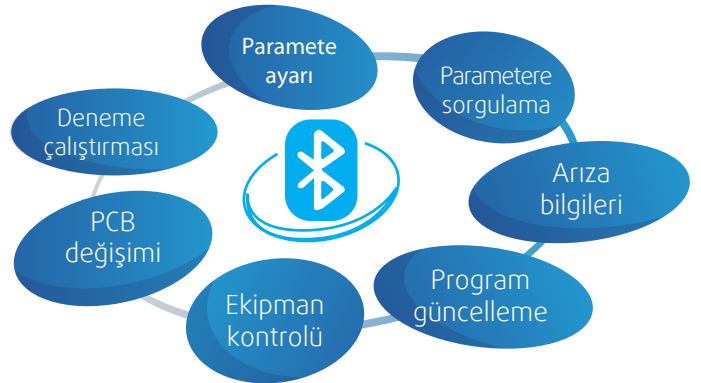 Paramete
ayarı
Parametere
sorgulama
Arıza
bilgileri
Program
güncelleme
Ekipman
kontrolü
PCB
değişimi
Deneme
çalıştırması